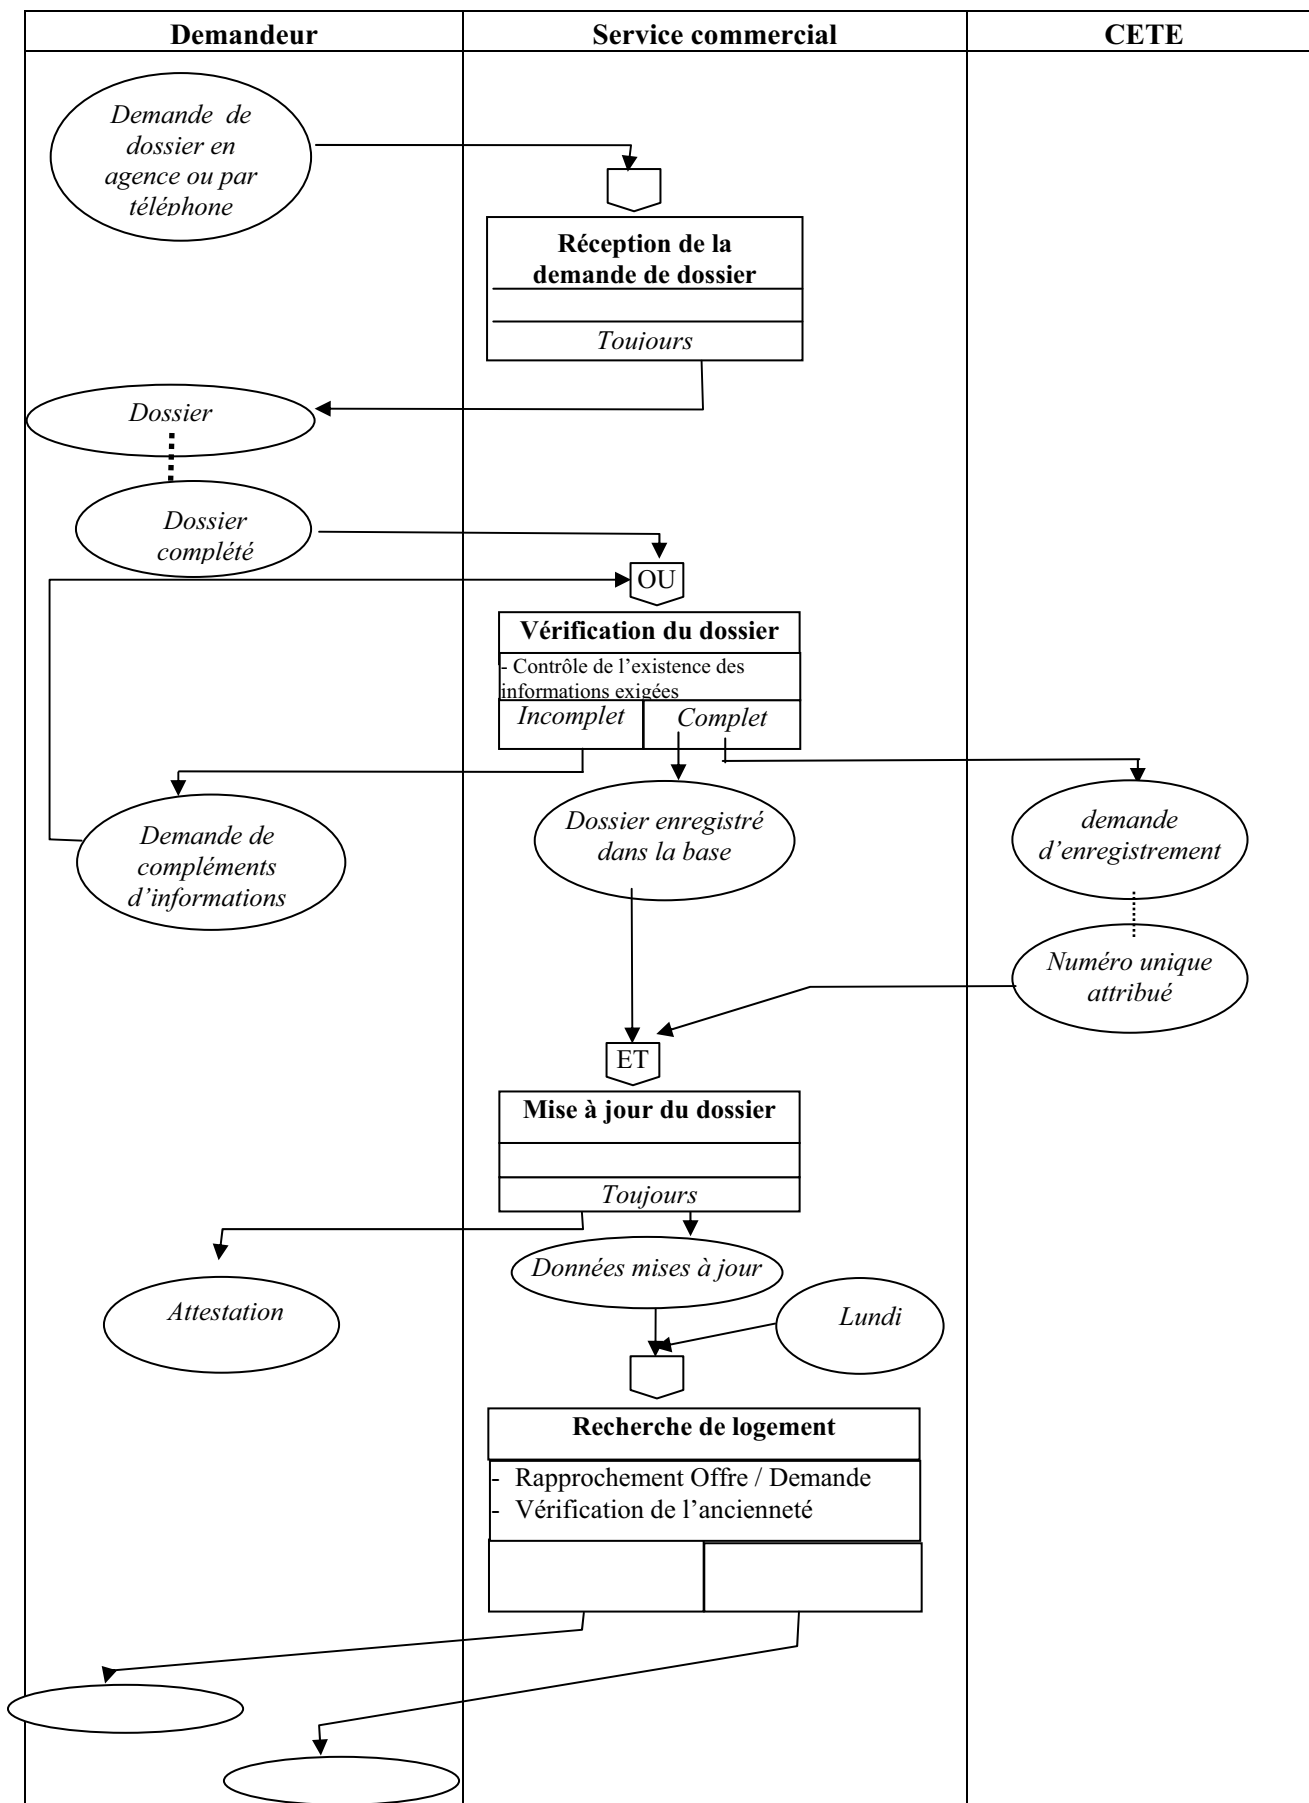 Demandeur
Service commercial
CETE
Demande de
dossier en
agence ou par
téléphone
Réception de la
demande de dossier
Toujours
Dossier
Dossier
complété
OU
Vérification du dossier
- Contrôle de l’existence des
informations exigées
Incomplet
Complet
Demande de
compléments
d’informations
Dossier enregistré
dans la base
demande
d’enregistrement
Numéro unique
attribué
ET
Mise à jour du dossier
Toujours
Attestation
Données mises à jour
Lundi
Recherche de logement
- Rapprochement Offre / Demande
- Vérification de l’ancienneté